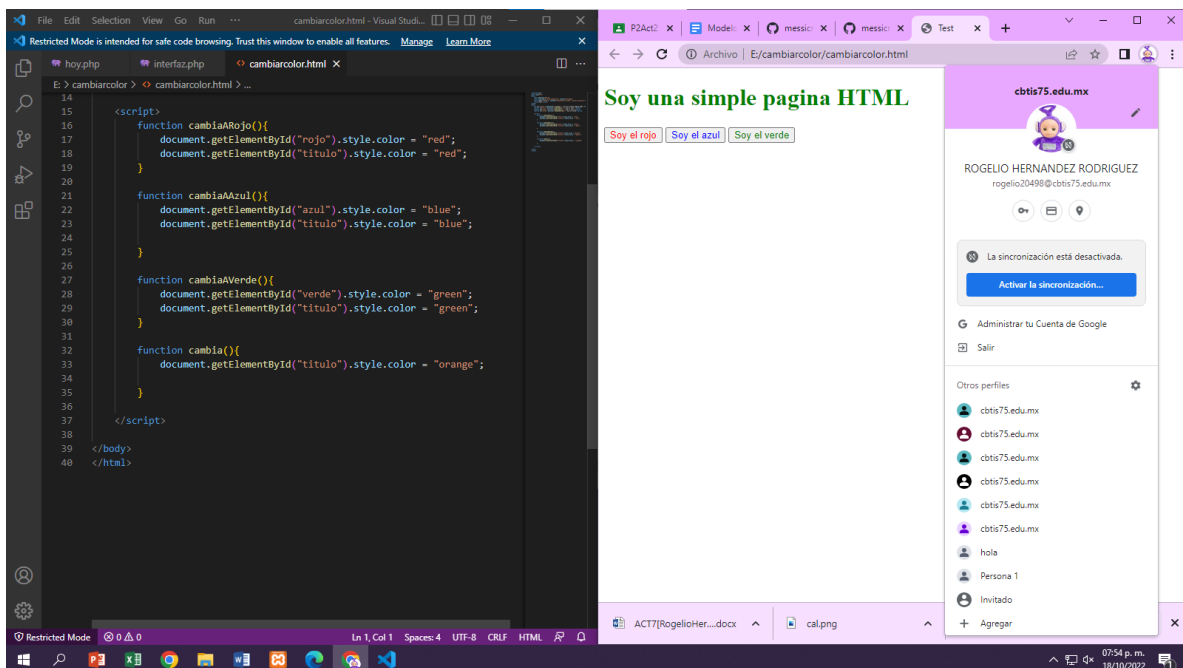 File Edit Selection View Go Run ··· cambiarcolor.html - Visual Studi...
Restricted Mode is intended for safe code browsing. Trust this window to enable all features. Manage Learn More
hoy.php interfaz.php cambiarcolor.html
E: > cambiarcolor > cambiarcolor.html > ...
14
15 <script>
16 function cambiaARojo(){
17 document.getElementById("rojo").style.color = "red";
18 document.getElementById("titulo").style.color = "red";
19 }
20
21 function cambiaAAzul(){
22 document.getElementById("azul").style.color = "blue";
23 document.getElementById("titulo").style.color = "blue";
24
25 }
26
27 function cambiaAVerde(){
28 document.getElementById("verde").style.color = "green";
29 document.getElementById("titulo").style.color = "green";
30 }
31
32 function cambia(){
33 document.getElementById("titulo").style.color = "orange";
34
35 }
36
37 </script>
38
39 </body>
40 </html>
Restricted Mode 0 0 Ln 1, Col 1 Spaces: 4 UTF-8 CRLF HTML
P2Act2 Modelo messicr messicr Test
Archivo E:/cambiarcolor/cambiarcolor.html
Soy una simple pagina HTML
Soy el rojo Soy el azul Soy el verde
cbtis75.edu.mx
ROGELIO HERNANDEZ RODRIGUEZ
rogelio20498@cbtis75.edu.mx
La sincronización está desactivada.
Activar la sincronización...
G Administrar tu Cuenta de Google
Salir
Otros perfiles
cbtis75.edu.mx
cbtis75.edu.mx
cbtis75.edu.mx
cbtis75.edu.mx
cbtis75.edu.mx
cbtis75.edu.mx
hola
Persona 1
Invitado
+ Agregar
ACT7[RogelioHer....docx cal.png
07:54 p. m.
18/10/2022